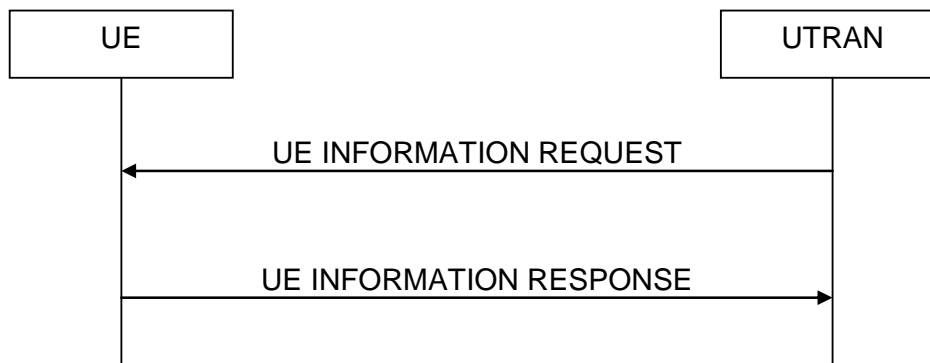 UE
UTRAN
UE INFORMATION REQUEST
UE INFORMATION RESPONSE